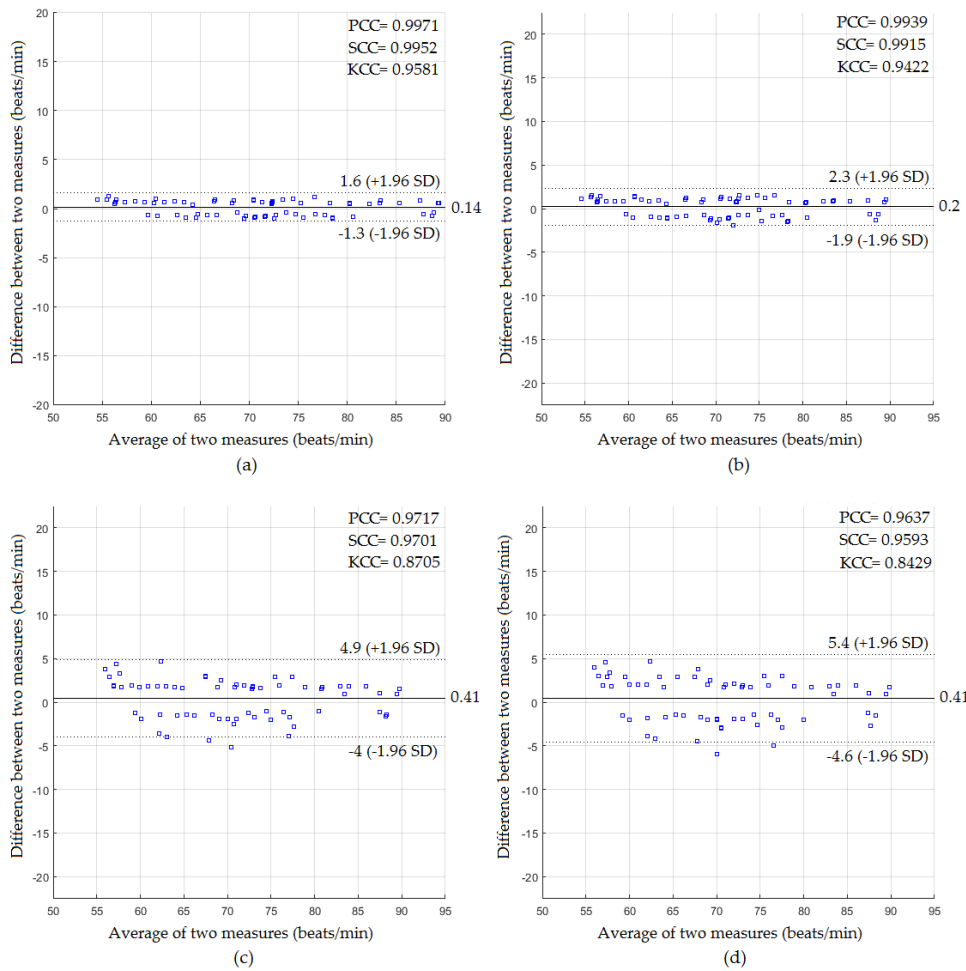 PCC= 0.9971
SCC= 0.9952
KCC= 0.9581
1.6 (+1.96 SD)
0.14
-1.3 (-1.96 SD)
20
15
10
5
0
-5
-10
-15
-20
Difference between two measures (beats/min)
50 55 60 65 70 75 80 85 90
Average of two measures (beats/min)
(a)
PCC= 0.9939
SCC= 0.9915
KCC= 0.9422
2.3 (+1.96 SD)
0.2
-1.9 (-1.96 SD)
20
15
10
5
0
-5
-10
-15
-20
Difference between two measures (beats/min)
50 55 60 65 70 75 80 85 90 95
Average of two measures (beats/min)
(b)
PCC= 0.9717
SCC= 0.9701
KCC= 0.8705
4.9 (+1.96 SD)
0.41
-4 (-1.96 SD)
20
15
10
5
0
-5
-10
-15
-20
Difference between two measures (beats/min)
50 55 60 65 70 75 80 85 90 95
Average of two measures (beats/min)
(c)
PCC= 0.9637
SCC= 0.9593
KCC= 0.8429
5.4 (+1.96 SD)
0.41
-4.6 (-1.96 SD)
20
15
10
5
0
-5
-10
-15
-20
Difference between two measures (beats/min)
50 55 60 65 70 75 80 85 90 95
Average of two measures (beats/min)
(d)